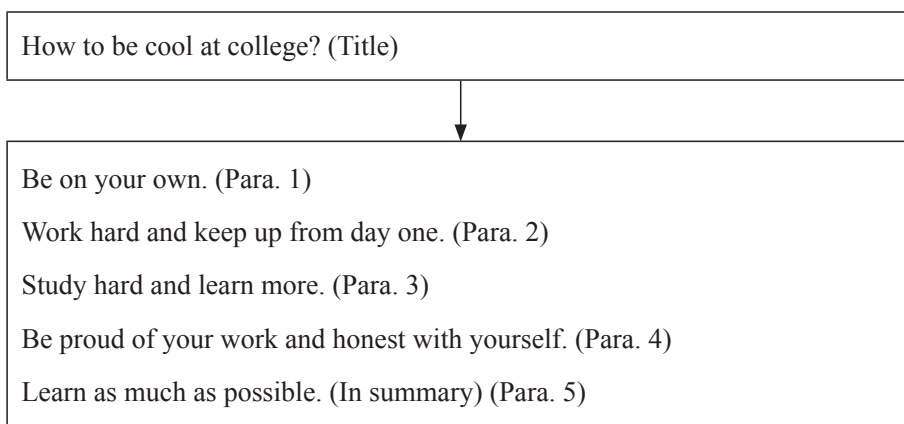 How to be cool at college? (Title)
Be on your own. (Para. 1)
Work hard and keep up from day one. (Para. 2)
Study hard and learn more. (Para. 3)
Be proud of your work and honest with yourself. (Para. 4)
Learn as much as possible. (In summary) (Para. 5)